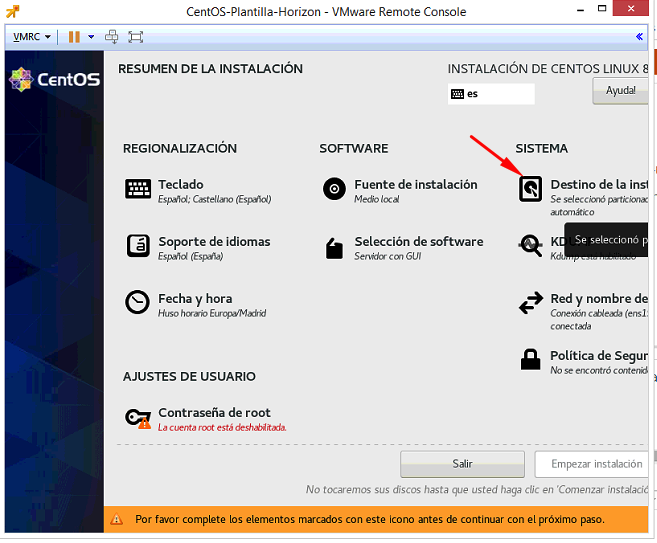 CentOS-Plantilla-Horizon - VMware Remote Console
VMRC
CentOS
RESUMEN DE LA INSTALACIÓN
INSTALACIÓN DE CENTOS LINUX 8
es
Ayuda!
REGIONALIZACIÓN
Teclado
Español; Castellano (Español)
Soporte de idiomas
Español (España)
Fecha y hora
Huso horario Europa/Madrid
SOFTWARE
Fuente de instalación
Medio local
Selección de software
Servidor con GUI
SISTEMA
Destino de la inst
Se seleccionó particionad
automático
Se seleccionó p
KDU
Kdump está habilitado
Red y nombre de
Conexión cableada (ens1
conectada
Política de Segur
No se encontró contenid
AJUSTES DE USUARIO
Contraseña de root
La cuenta root está deshabilitada.
Salir
Empezar instalación
No tocaremos sus discos hasta que usted haga clic en 'Comenzar instalació
Por favor complete los elementos marcados con este icono antes de continuar con el próximo paso.